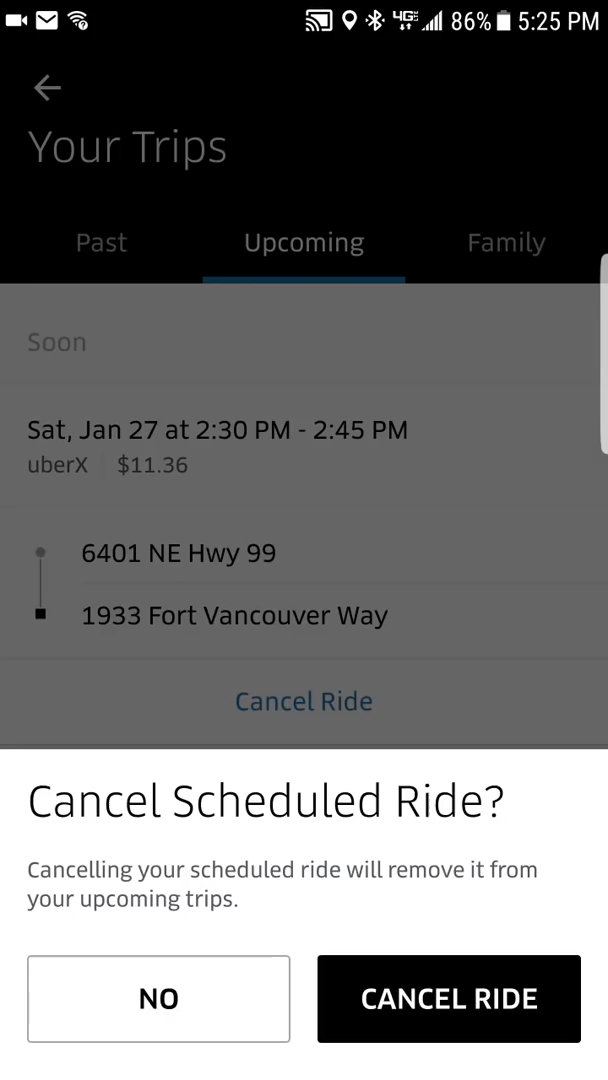 4G 86% 5:25 PM
Your Trips
Past Upcoming Family
Soon
Sat, Jan 27 at 2:30 PM - 2:45 PM
uberX $11.36
6401 NE Hwy 99
1933 Fort Vancouver Way
Cancel Ride
Cancel Scheduled Ride?
Cancelling your scheduled ride will remove it from
your upcoming trips.
NO CANCEL RIDE